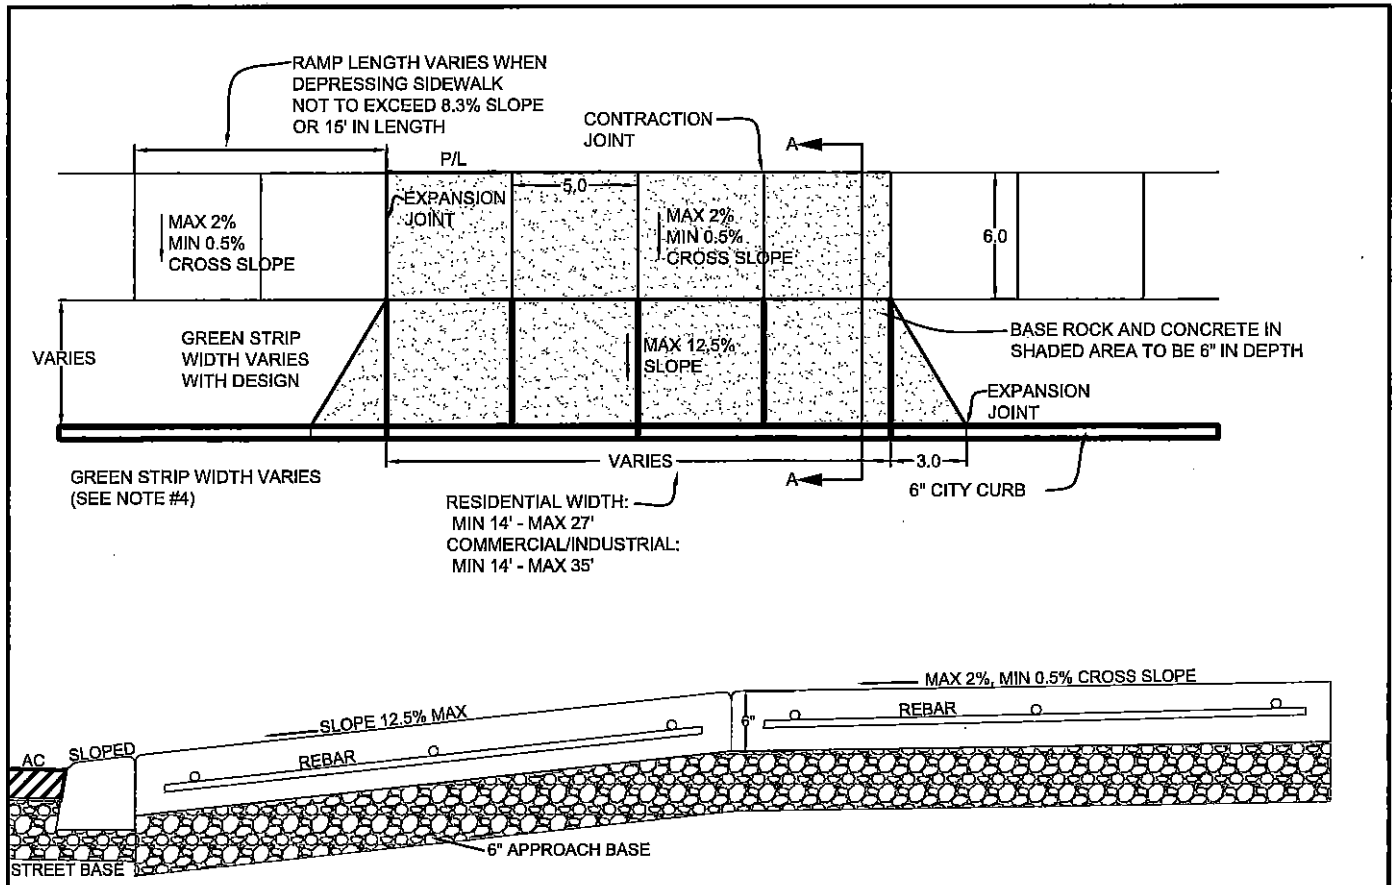 RAMP LENGTH VARIES WHEN
DEPRESSING SIDEWALK
NOT TO EXCEED 8.3% SLOPE
OR 15' IN LENGTH
CONTRACTION
JOINT
A
P/L
5.0
EXPANSION
JOINT
MAX 2%
MIN 0.5%
CROSS SLOPE
MAX 2%
MIN 0.5%
CROSS SLOPE
6.0
VARIES
GREEN STRIP
WIDTH VARIES
WITH DESIGN
MAX 12.5%
SLOPE
BASE ROCK AND CONCRETE IN
SHADED AREA TO BE 6" IN DEPTH
EXPANSION
JOINT
GREEN STRIP WIDTH VARIES
(SEE NOTE #4)
VARIES
3.0
A
6" CITY CURB
RESIDENTIAL WIDTH:
MIN 14' - MAX 27'
COMMERCIAL/INDUSTRIAL:
MIN 14' - MAX 35'
MAX 2%, MIN 0.5% CROSS SLOPE
SLOPE 12.5% MAX
6"
REBAR
REBAR
AC
SLOPED
6" APPROACH BASE
STREET BASE